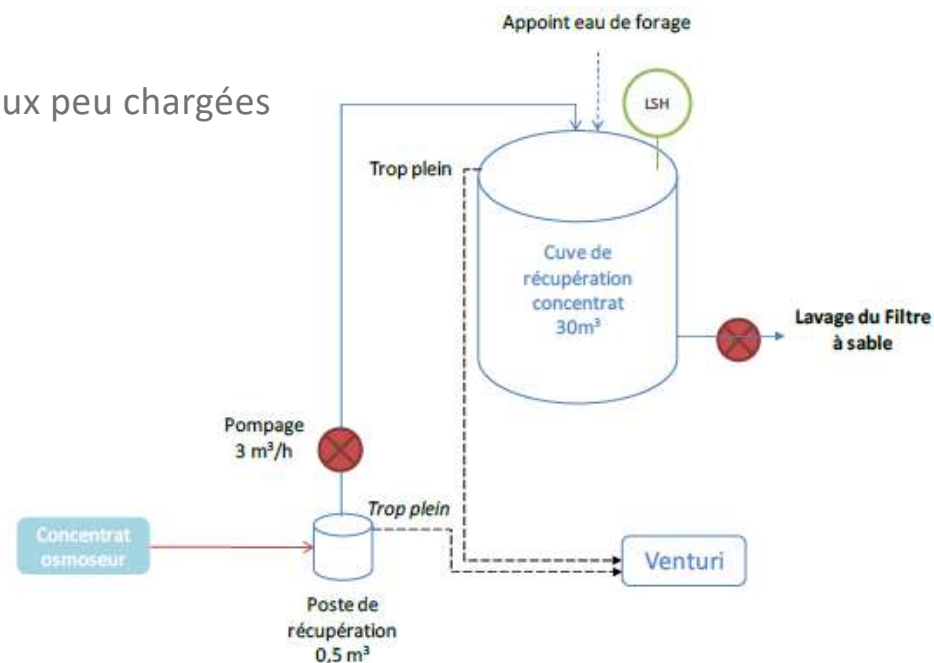 Appoint eau de forage
ux peu chargées
LSH
Trop plein
Cuve de
récupération
concentrat
30m³
Lavage du Filtre
à sable
Pompage
3 m³/h
Trop plein
Concentrat
osmoseur
Venturi
Poste de
récupération
0,5 m³